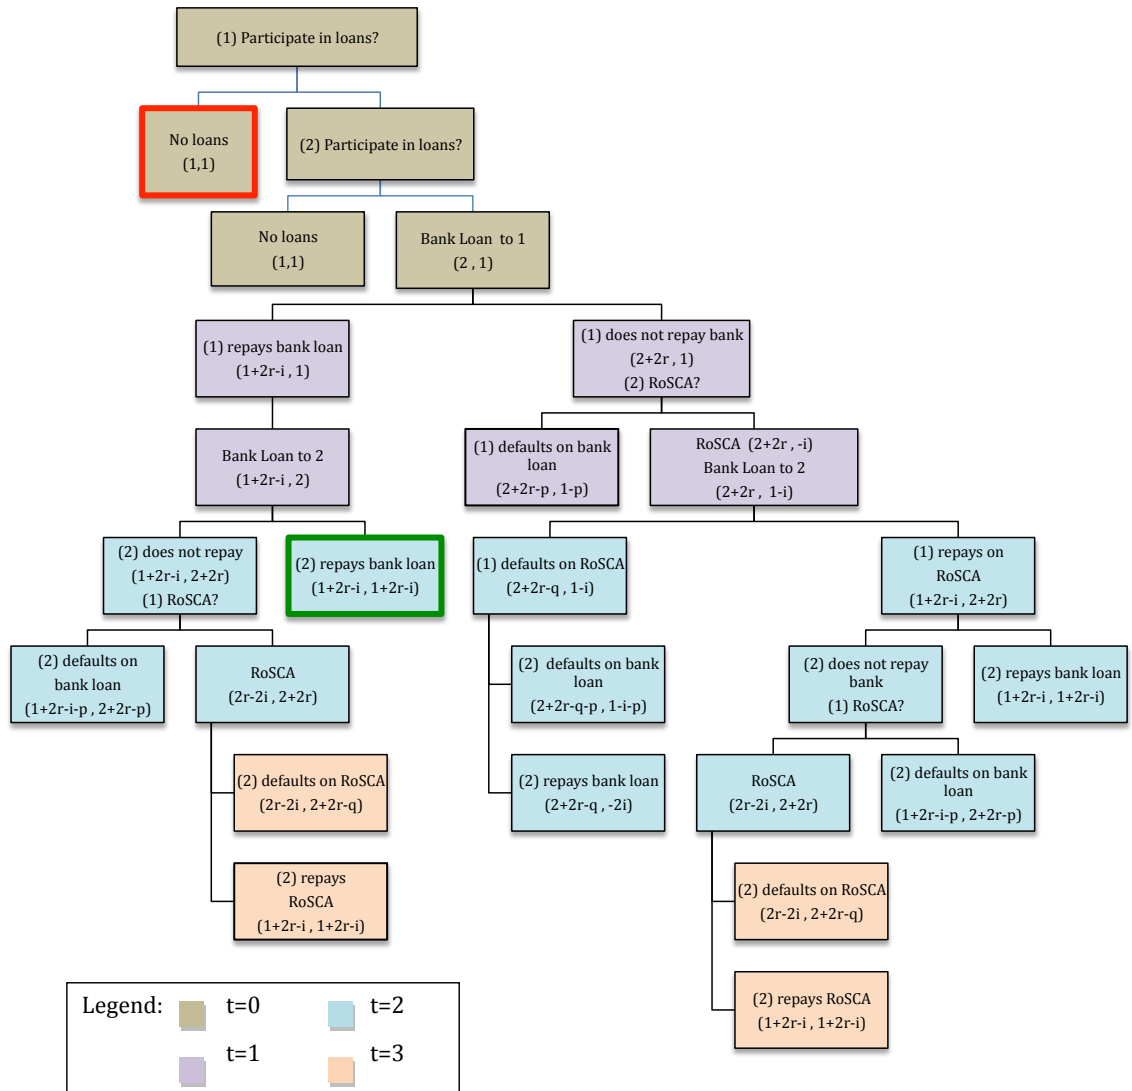 (1) Participate in loans?
No loans
(1,1)
(2) Participate in loans?
No loans
(1,1)
Bank Loan to 1
(2 , 1)
(1) repays bank loan
(1+2r-i , 1)
(1) does not repay bank
(2+2r , 1)
(2) RoSCA?
Bank Loan to 2
(1+2r-i , 2)
(1) defaults on bank
loan
(2+2r-p , 1-p)
RoSCA (2+2r , -i)
Bank Loan to 2
(2+2r , 1-i)
(2) does not repay
(1+2r-i , 2+2r)
(1) RoSCA?
(2) repays bank loan
(1+2r-i , 1+2r-i)
(1) defaults on RoSCA
(2+2r-q , 1-i)
(1) repays on
RoSCA
(1+2r-i , 2+2r)
(2) defaults on
bank loan
(1+2r-i-p , 2+2r-p)
RoSCA
(2r-2i , 2+2r)
(2) defaults on bank
loan
(2+2r-q-p , 1-i-p)
(2) does not repay
bank
(1) RoSCA?
(2) repays bank loan
(1+2r-i , 1+2r-i)
(2) defaults on RoSCA
(2r-2i , 2+2r-q)
(2) repays bank loan
(2+2r-q , -2i)
RoSCA
(2r-2i , 2+2r)
(2) defaults on bank
loan
(1+2r-i-p , 2+2r-p)
(2) repays
RoSCA
(1+2r-i , 1+2r-i)
(2) defaults on RoSCA
(2r-2i , 2+2r-q)
(2) repays RoSCA
(1+2r-i , 1+2r-i)
Legend:
t=0
t=2
t=1
t=3